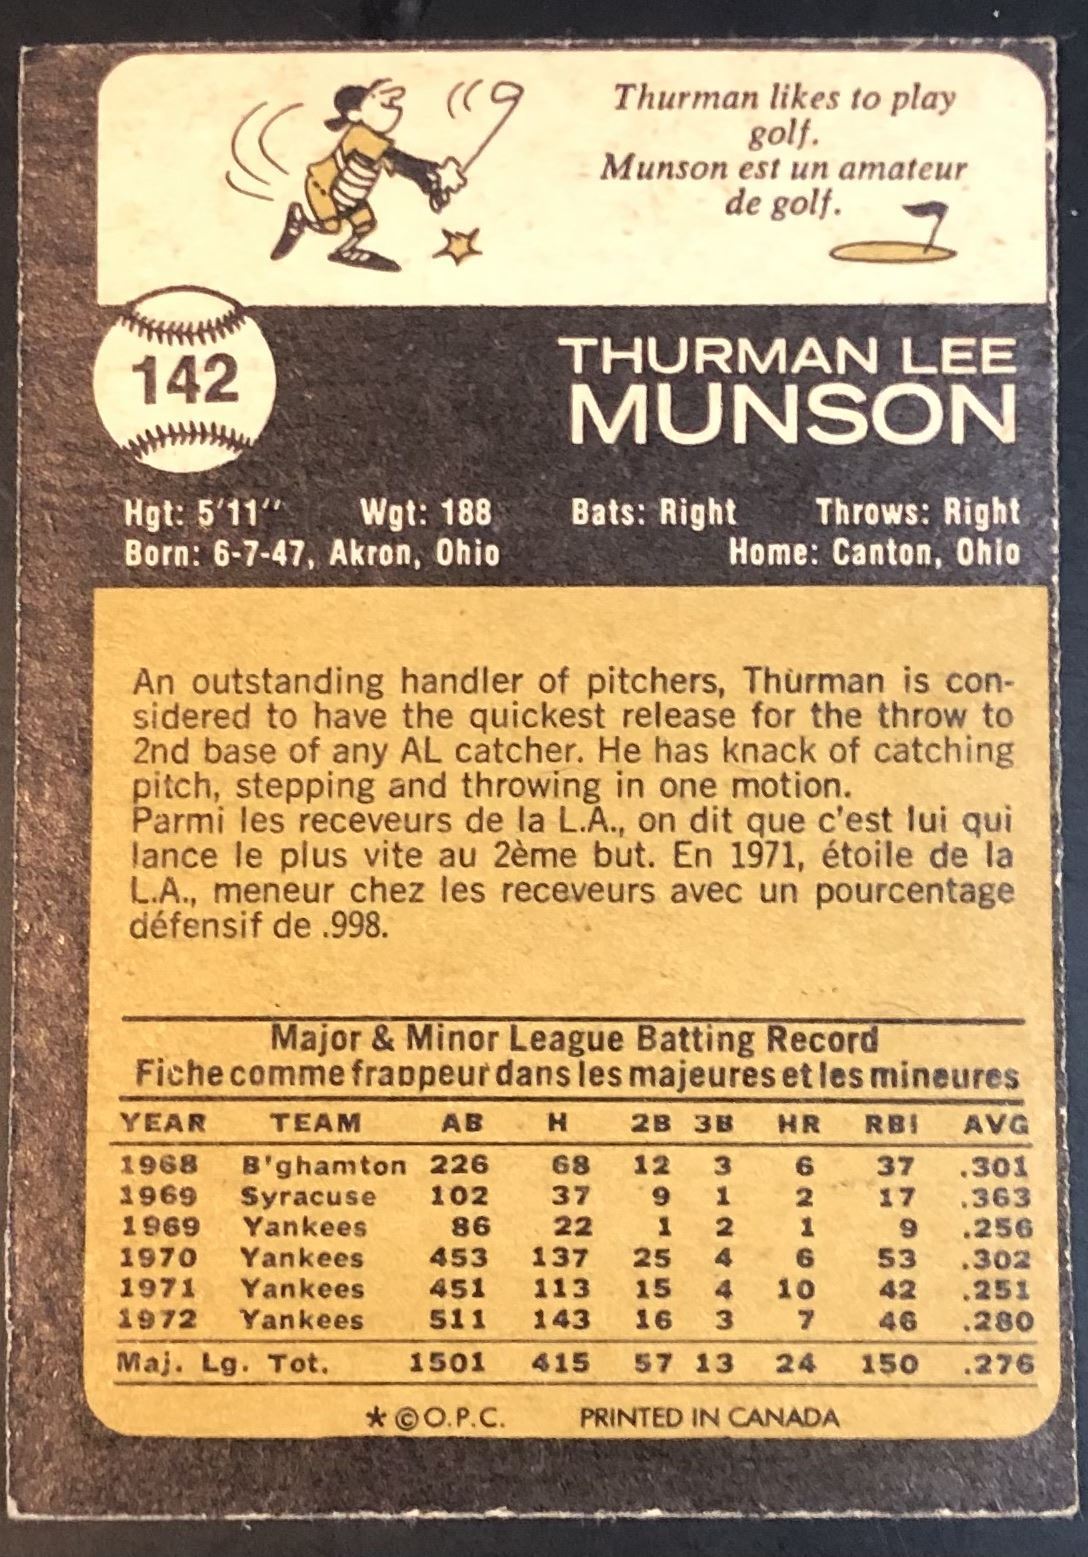 Thurman likes to play
golf.
Munson est un amateur
de golf.
142
THURMAN LEE
MUNSON
Hgt: 5'11" Wgt: 188 Bats: Right Throws: Right
Born: 6-7-47, Akron, Ohio Home: Canton, Ohio
An outstanding handler of pitchers, Thurman is con-
sidered to have the quickest release for the throw to
2nd base of any AL catcher. He has knack of catching
pitch, stepping and throwing in one motion.
Parmi les receveurs de la L.A., on dit que c'est lui qui
lance le plus vite au 2ème but. En 1971, étoile de la
L.A., meneur chez les receveurs avec un pourcentage
défensif de .998.
Major & Minor League Batting Record
Fiche comme frappeur dans les majeures et les mineures
YEAR TEAM AB H 2B 3B HR RBI AVG
1968 B'ghamton 226 68 12 3 6 37 .301
1969 Syracuse 102 37 9 1 2 17 .363
1969 Yankees 86 22 1 2 1 9 .256
1970 Yankees 453 137 25 4 6 53 .302
1971 Yankees 451 113 15 4 10 42 .251
1972 Yankees 511 143 16 3 7 46 .280
Maj. Lg. Tot. 1501 415 57 13 24 150 .276
* © O.P.C. PRINTED IN CANADA